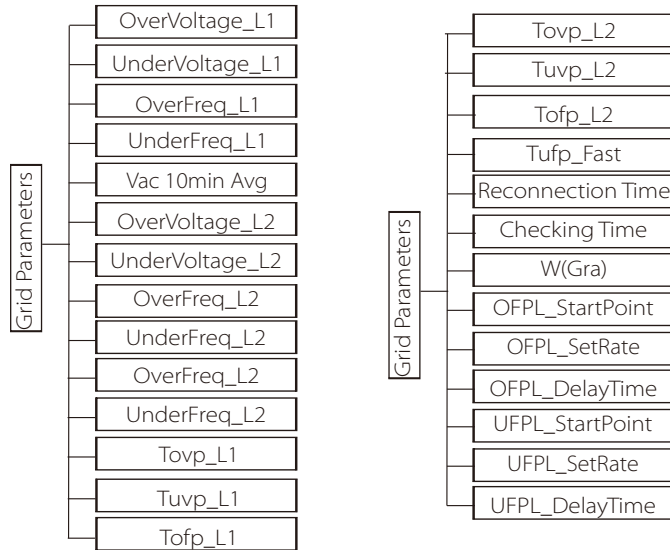 Grid Parameters
OverVoltage_L1
UnderVoltage_L1
OverFreq_L1
UnderFreq_L1
Vac 10min Avg
OverVoltage_L2
UnderVoltage_L2
OverFreq_L2
UnderFreq_L2
OverFreq_L2
UnderFreq_L2
Tovp_L1
Tuvp_L1
Tofp_L1
Grid Parameters
Tovp_L2
Tuvp_L2
Tofp_L2
Tufp_Fast
Reconnection Time
Checking Time
W(Gra)
OFPL_StartPoint
OFPL_SetRate
OFPL_DelayTime
UFPL_StartPoint
UFPL_SetRate
UFPL_DelayTime